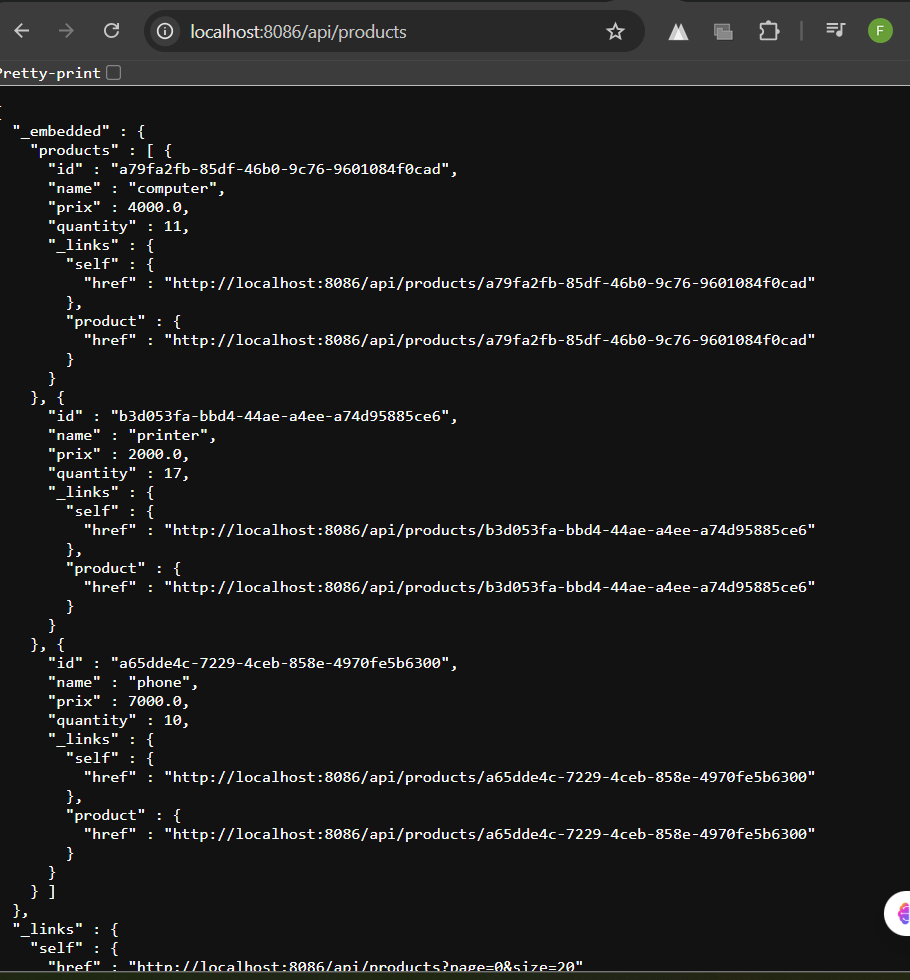 localhost:8086/api/products
F
Pretty-print
"_embedded" : {
"products" : [ {
"id" : "a79fa2fb-85df-46b0-9c76-9601084f0cad",
"name" : "computer",
"prix" : 4000.0,
"quantity" : 11,
"_links" : {
"self" : {
"href" : "http://localhost:8086/api/products/a79fa2fb-85df-46b0-9c76-9601084f0cad"
},
"product" : {
"href" : "http://localhost:8086/api/products/a79fa2fb-85df-46b0-9c76-9601084f0cad"
}
}
}, {
"id" : "b3d053fa-bbd4-44ae-a4ee-a74d95885ce6",
"name" : "printer",
"prix" : 2000.0,
"quantity" : 17,
"_links" : {
"self" : {
"href" : "http://localhost:8086/api/products/b3d053fa-bbd4-44ae-a4ee-a74d95885ce6"
},
"product" : {
"href" : "http://localhost:8086/api/products/b3d053fa-bbd4-44ae-a4ee-a74d95885ce6"
}
}
}, {
"id" : "a65dde4c-7229-4ceb-858e-4970fe5b6300",
"name" : "phone",
"prix" : 7000.0,
"quantity" : 10,
"_links" : {
"self" : {
"href" : "http://localhost:8086/api/products/a65dde4c-7229-4ceb-858e-4970fe5b6300"
},
"product" : {
"href" : "http://localhost:8086/api/products/a65dde4c-7229-4ceb-858e-4970fe5b6300"
}
}
} ]
},
"_links" : {
"self" : {
"href" : "http://localhost:8086/api/products?page=0&size=20"